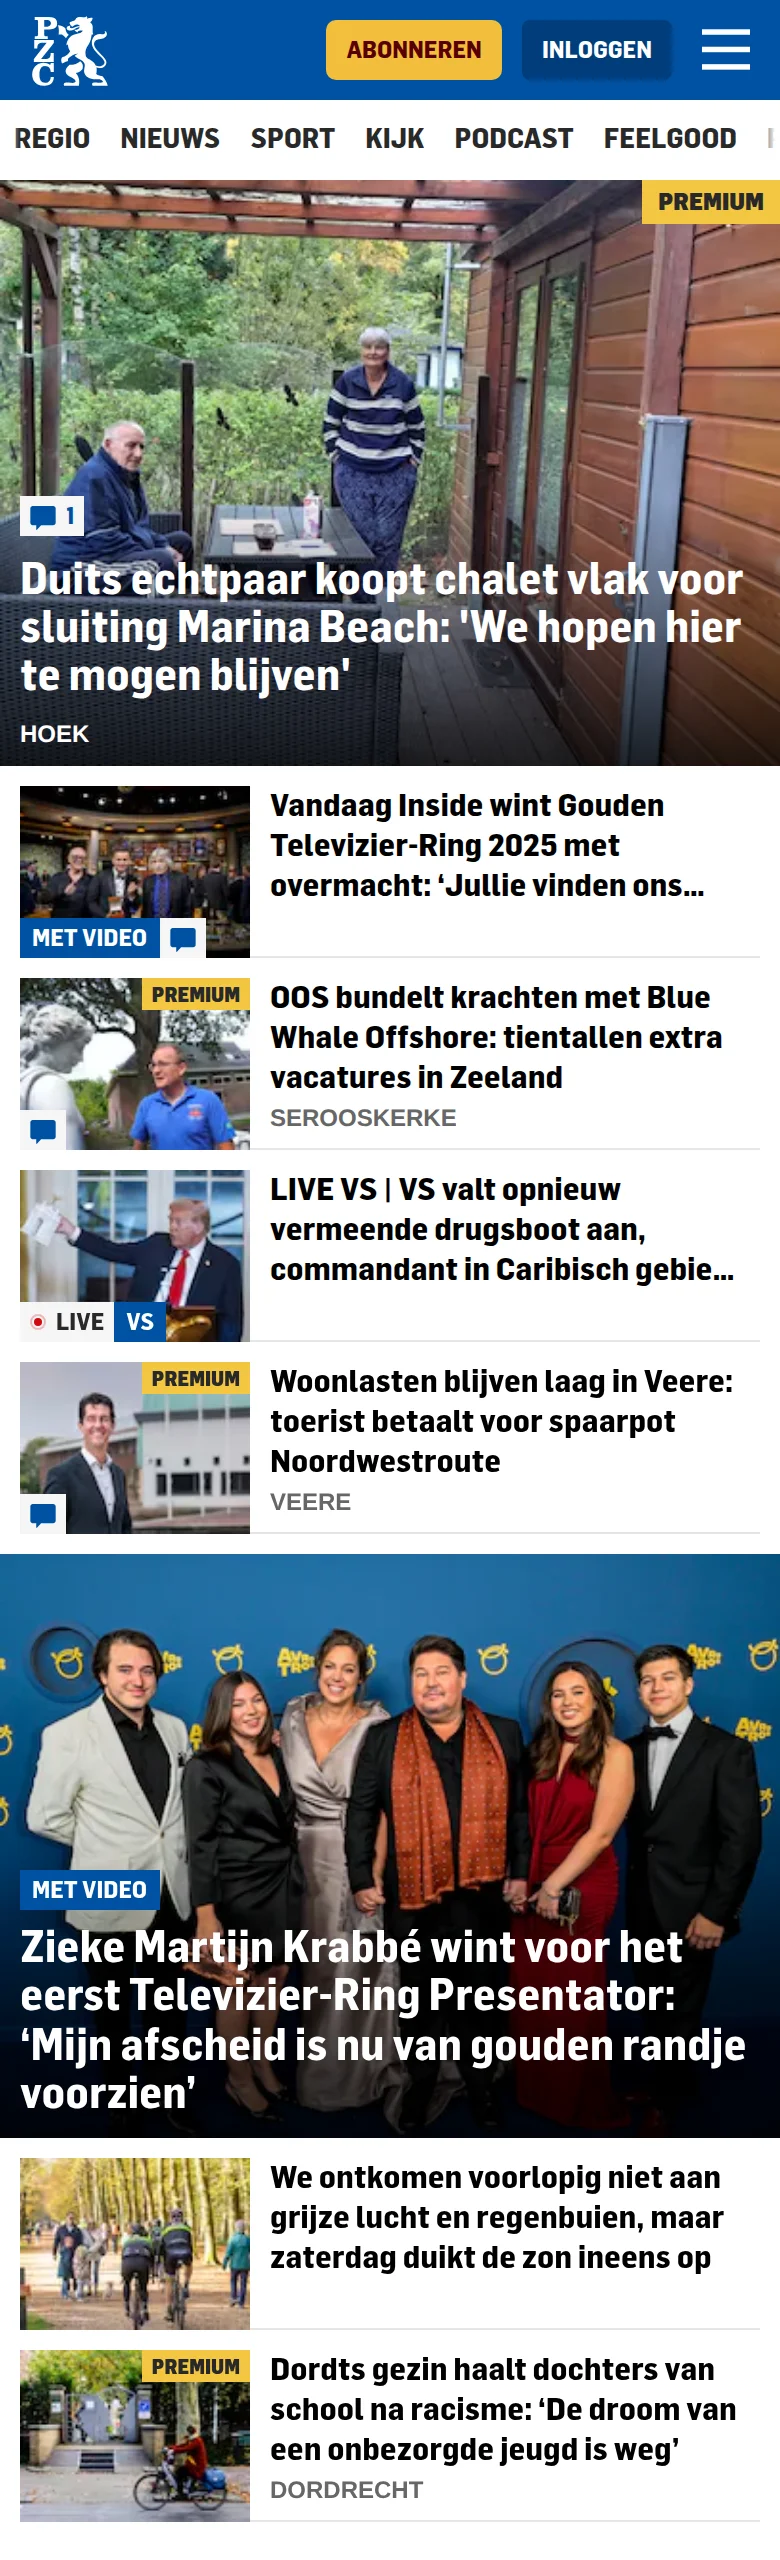 PZC
ABONNEREN
INLOGGEN
REGIO NIEUWS SPORT KIJK PODCAST FEELGOOD
PREMIUM
1
Duits echtpaar koopt chalet vlak voor
sluiting Marina Beach: 'We hopen hier
te mogen blijven'
HOEK
Vandaag Inside wint Gouden
Televizier-Ring 2025 met
overmacht: ‘Jullie vinden ons...
MET VIDEO
PREMIUM
OOS bundelt krachten met Blue
Whale Offshore: tientallen extra
vacatures in Zeeland
SEROOSKERKE
LIVE VS | VS valt opnieuw
vermeende drugsboot aan,
commandant in Caribisch gebie...
LIVE VS
PREMIUM
Woonlasten blijven laag in Veere:
toerist betaalt voor spaarpot
Noordwestroute
VEERE
AVRO
TROS
MET VIDEO
Zieke Martijn Krabbé wint voor het
eerst Televizier-Ring Presentator:
‘Mijn afscheid is nu van gouden randje
voorzien’
We ontkomen voorlopig niet aan
grijze lucht en regenbuien, maar
zaterdag duikt de zon ineens op
PREMIUM
Dordts gezin haalt dochters van
school na racisme: ‘De droom van
een onbezorgde jeugd is weg’
DORDRECHT